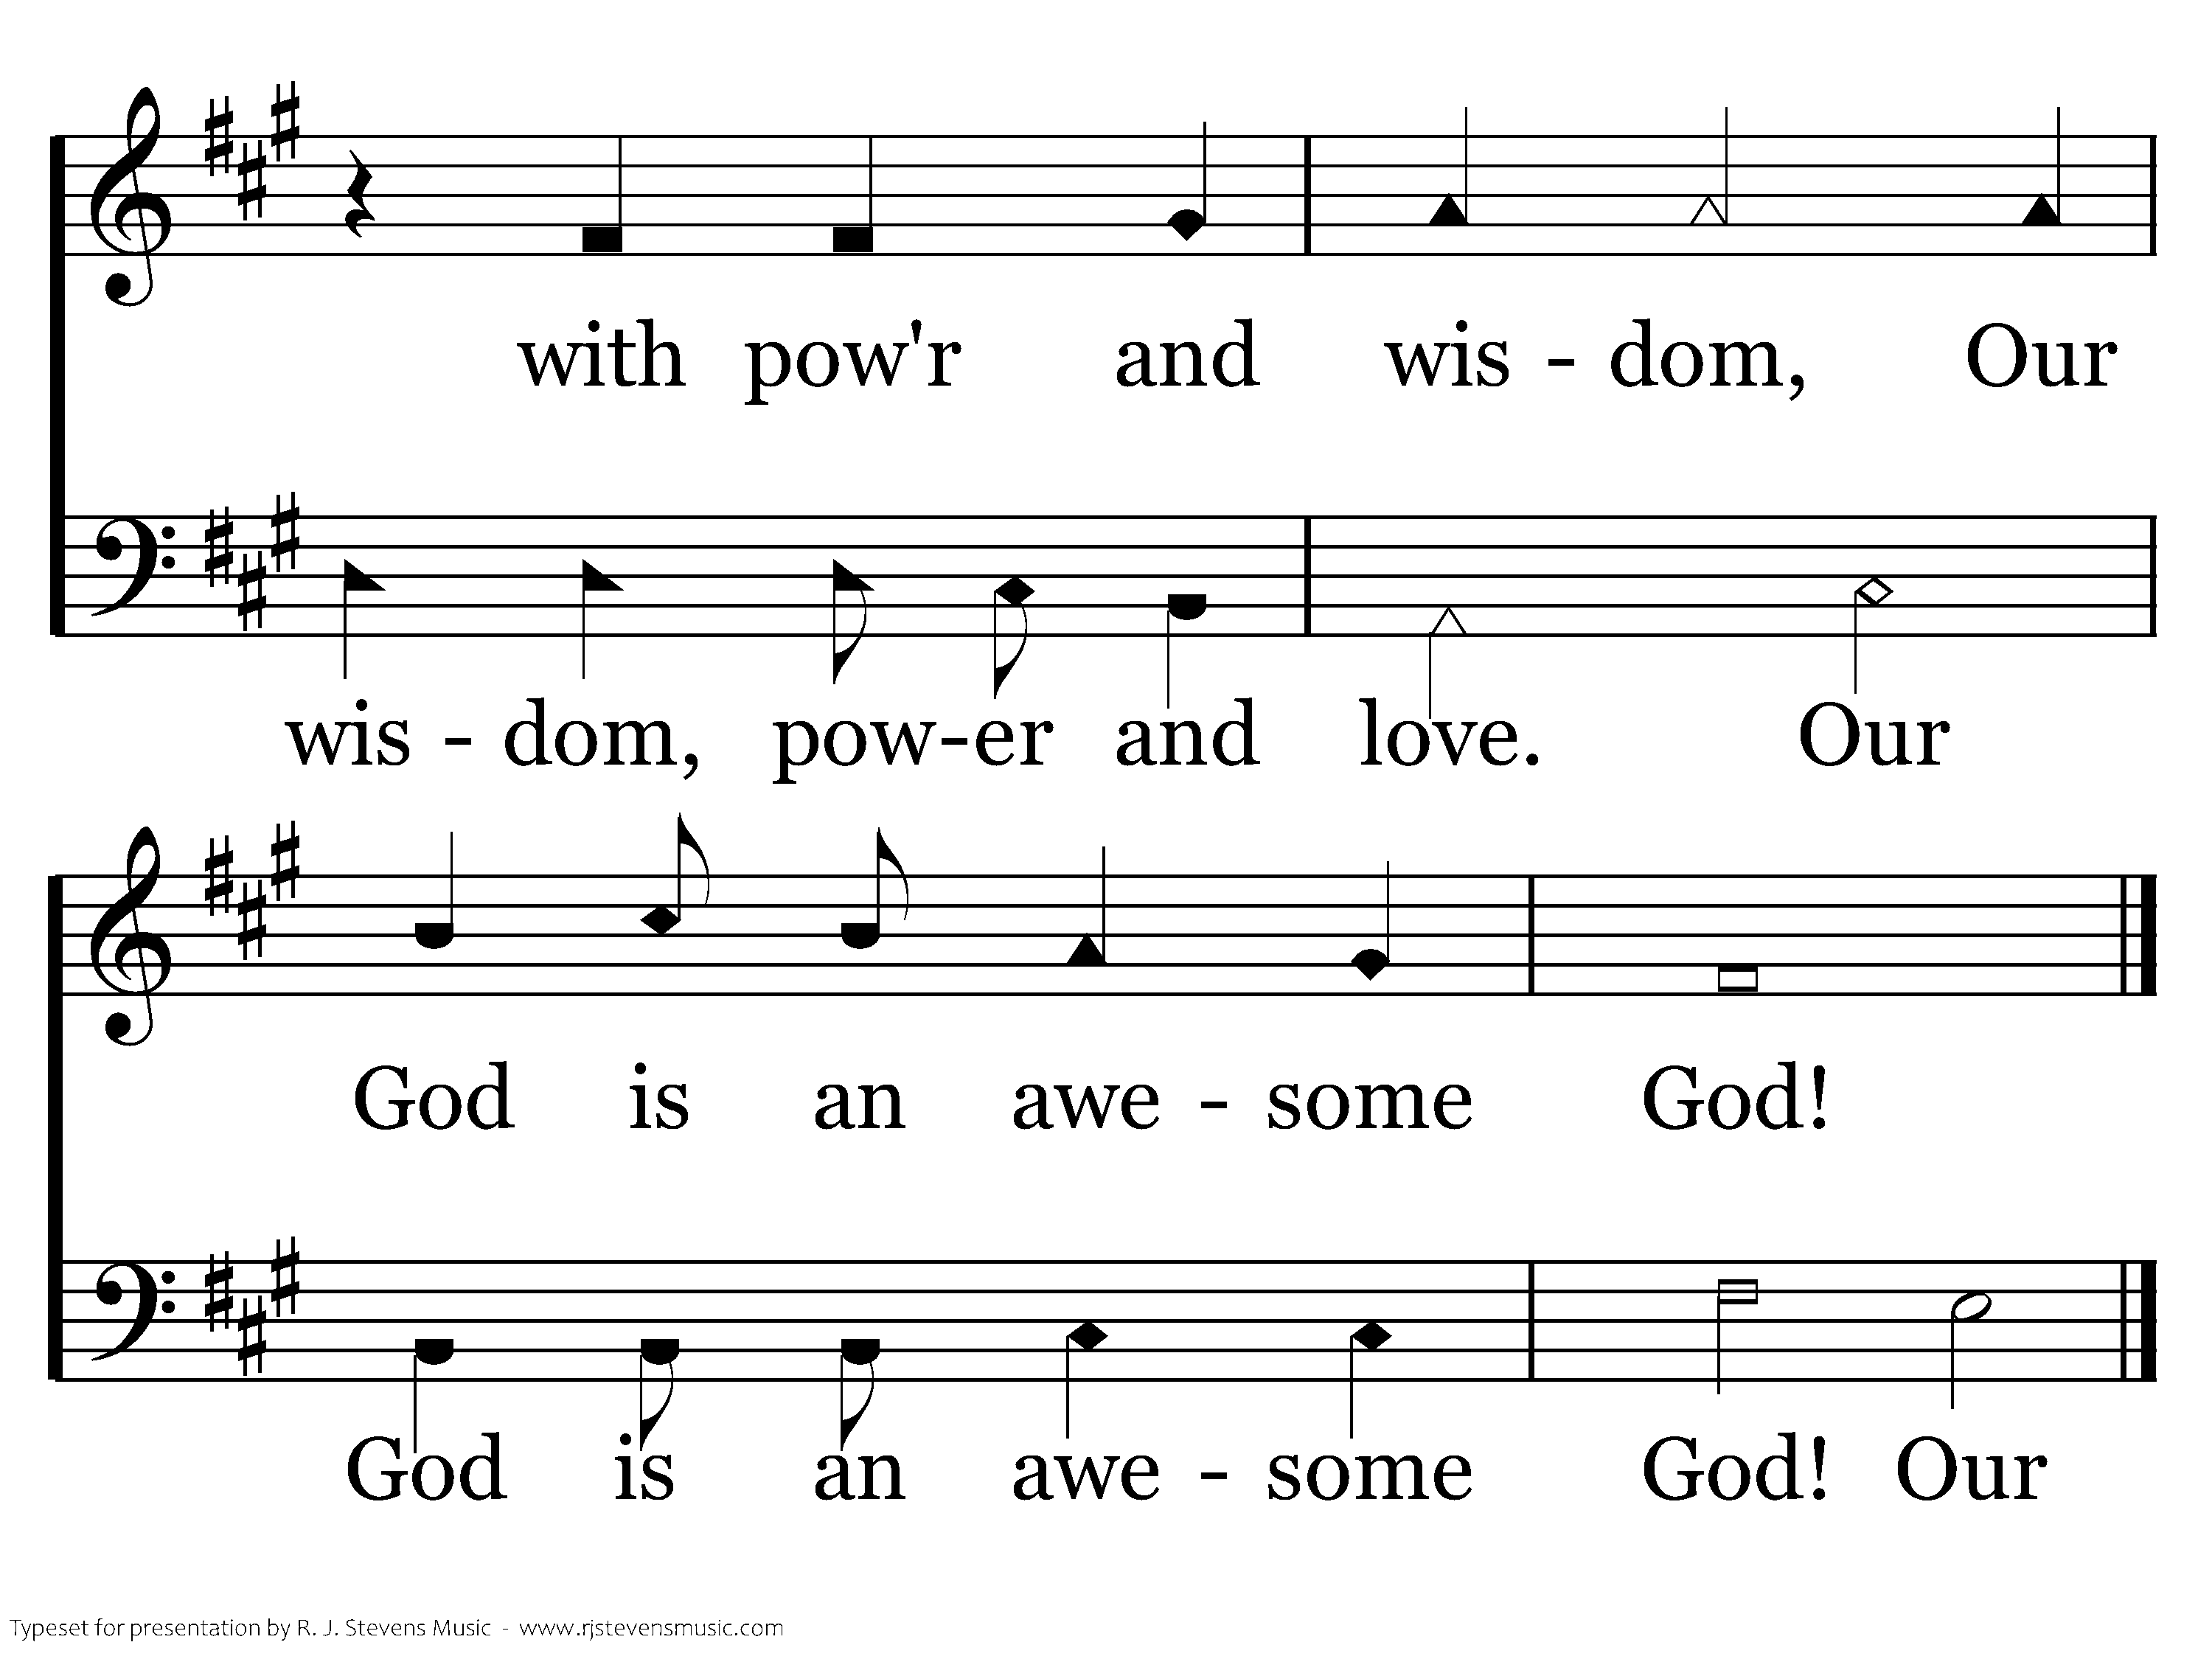 with pow'r and wis - dom, Our
wis - dom, pow-er and love. Our
God is an awe - some God!
God is an awe - some God! Our
Typeset for presentation by R. J. Stevens Music - www.rjstevensmusic.com